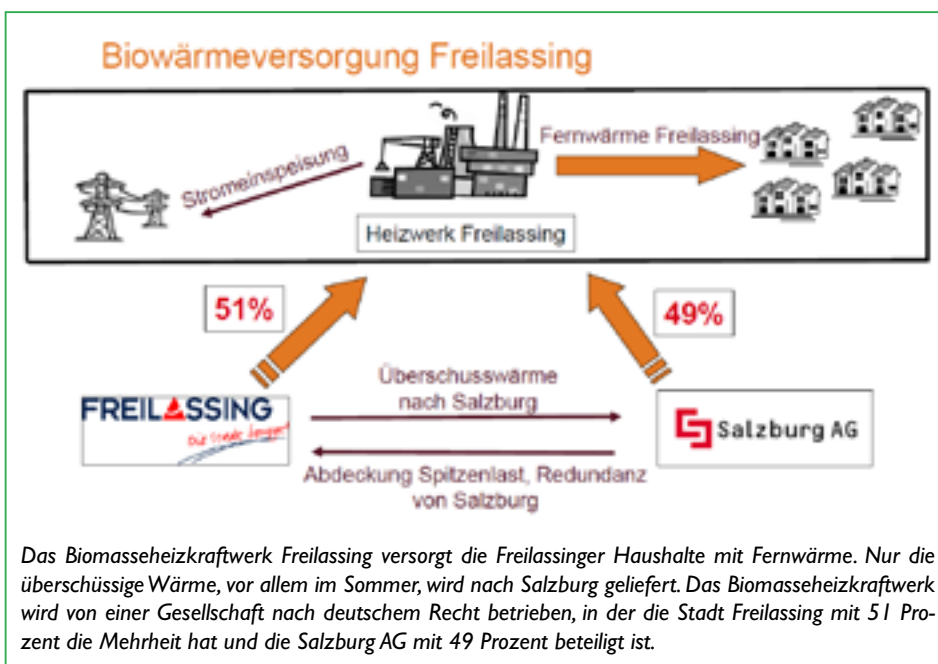 Biowärmeversorgung Freilassing
Stromeinspeisung
Fernwärme Freilassing
Heizwerk Freilassing
51%
49%
FREILASSING
Überschusswärme
nach Salzburg
Salzburg AG
Abdeckung Spitzenlast, Redundanz
von Salzburg
Das Biomasseheizkraftwerk Freilassing versorgt die Freilassinger Haushalte mit Fernwärme. Nur die
überschüssige Wärme, vor allem im Sommer, wird nach Salzburg geliefert. Das Biomasseheizkraftwerk
wird von einer Gesellschaft nach deutschem Recht betrieben, in der die Stadt Freilassing mit 51 Pro-
zent die Mehrheit hat und die Salzburg AG mit 49 Prozent beteiligt ist.